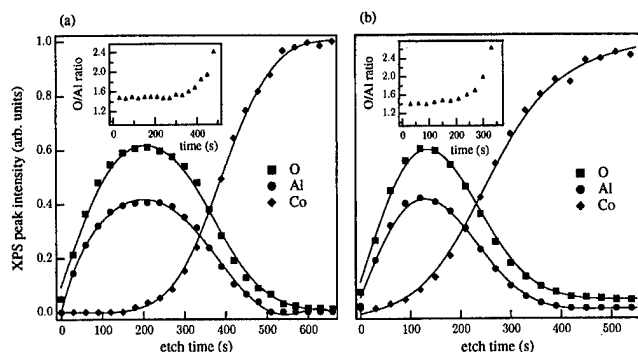 (a)
1.0
0.8
0.6
0.4
0.2
0.0
XPS peak intensity (arb. units)
2.4
2.0
1.6
1.2
O/Al ratio
0 200 400
time (s)
O
Al
Co
0 100 200 300 400 500 600
etch time (s)
(b)
2.4
2.0
1.6
1.2
O/Al ratio
0 100 200 300
time (s)
O
Al
Co
0 100 200 300 400 500
etch time (s)